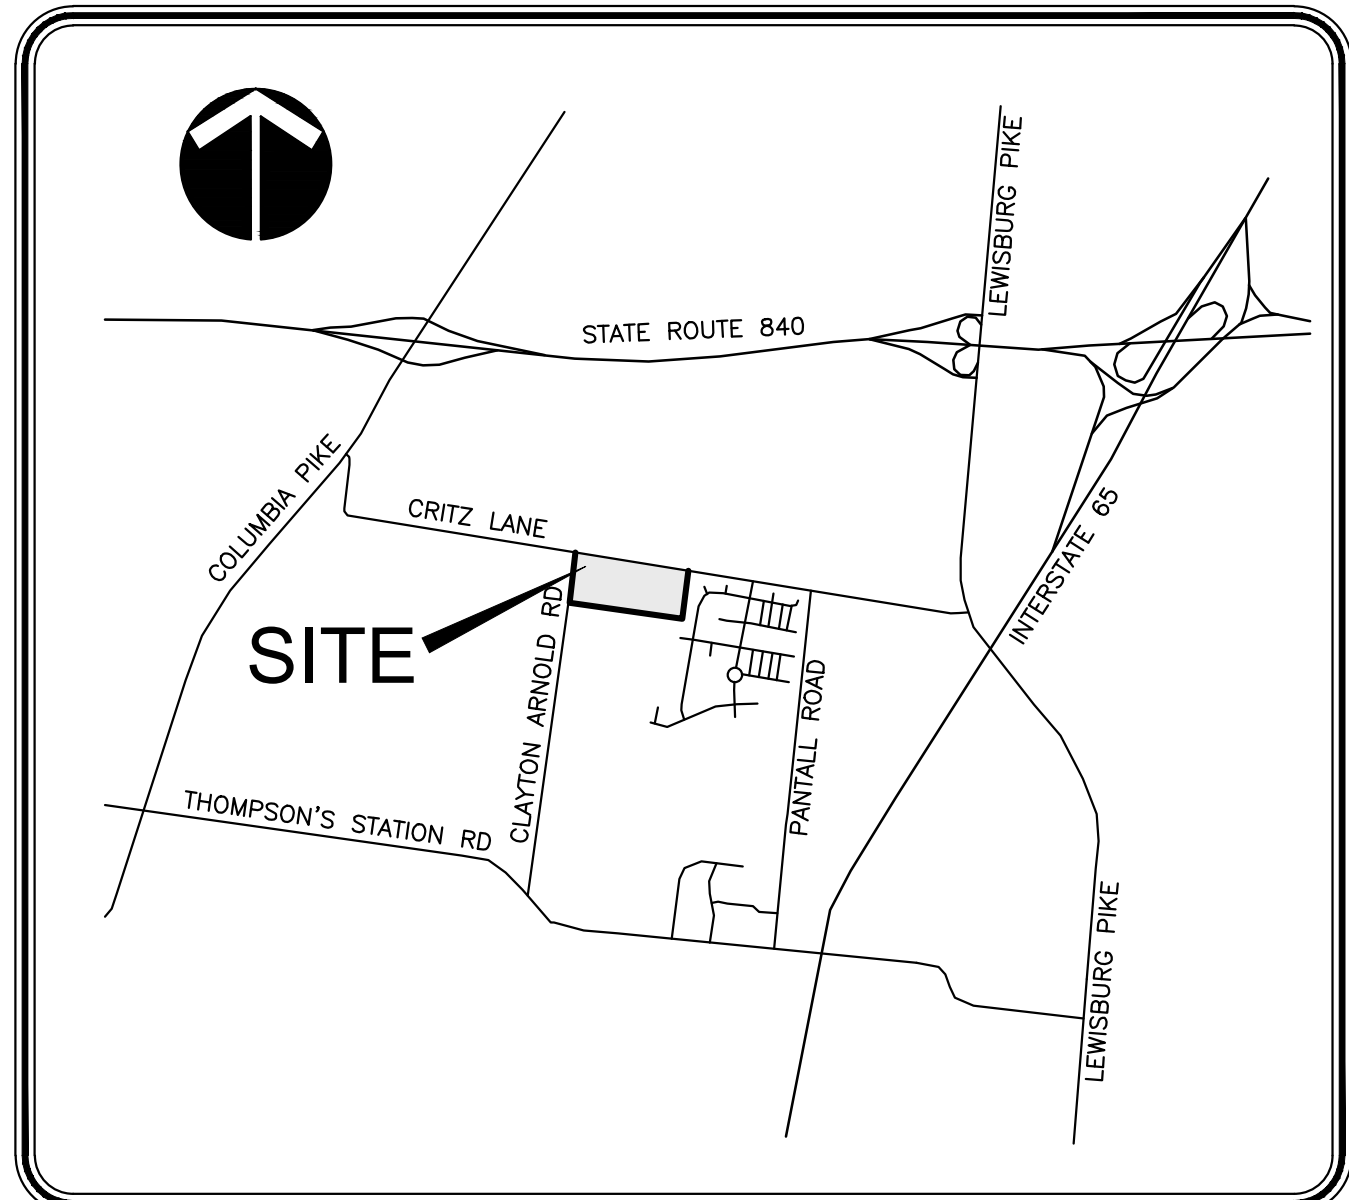 LEWISBURG PIKE
STATE ROUTE 840
COLUMBIA PIKE
CRITZ LANE
INTERSTATE 65
SITE
CLAYTON ARNOLD RD
PANTALL ROAD
THOMPSON'S STATION RD
LEWISBURG PIKE